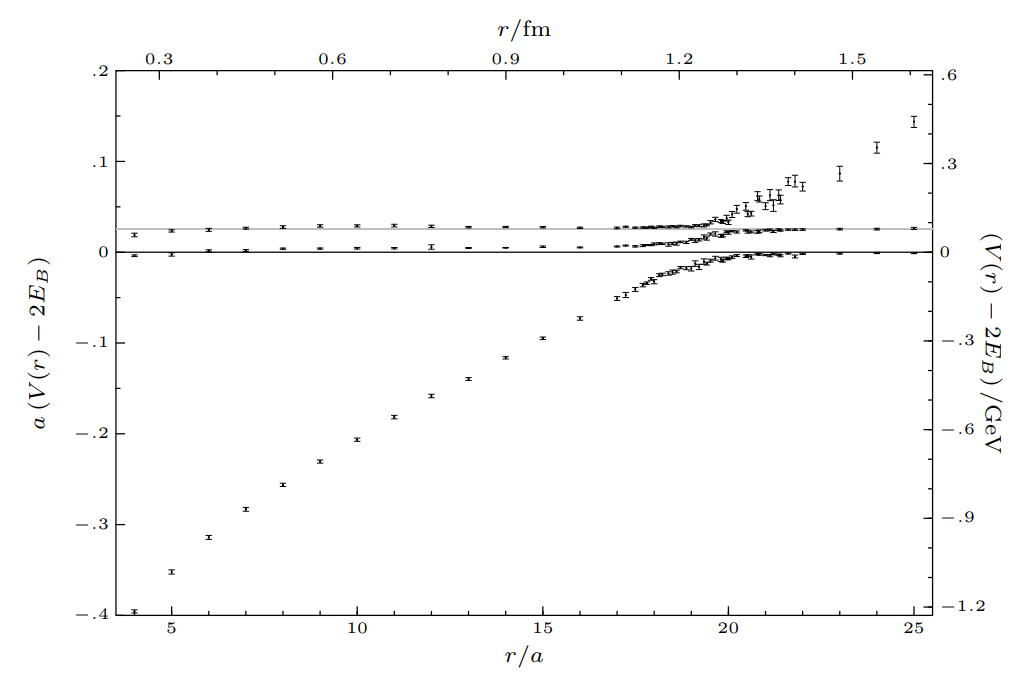 r/fm
0.3 0.6 0.9 1.2 1.5
.2 .6
.1 .3
0 0
−.1 −.3
−.2 −.6
−.3 −.9
−.4 −1.2
a (V(r) − 2E_B)
(V(r) − 2E_B) /GeV
5 10 15 20 25
r/a